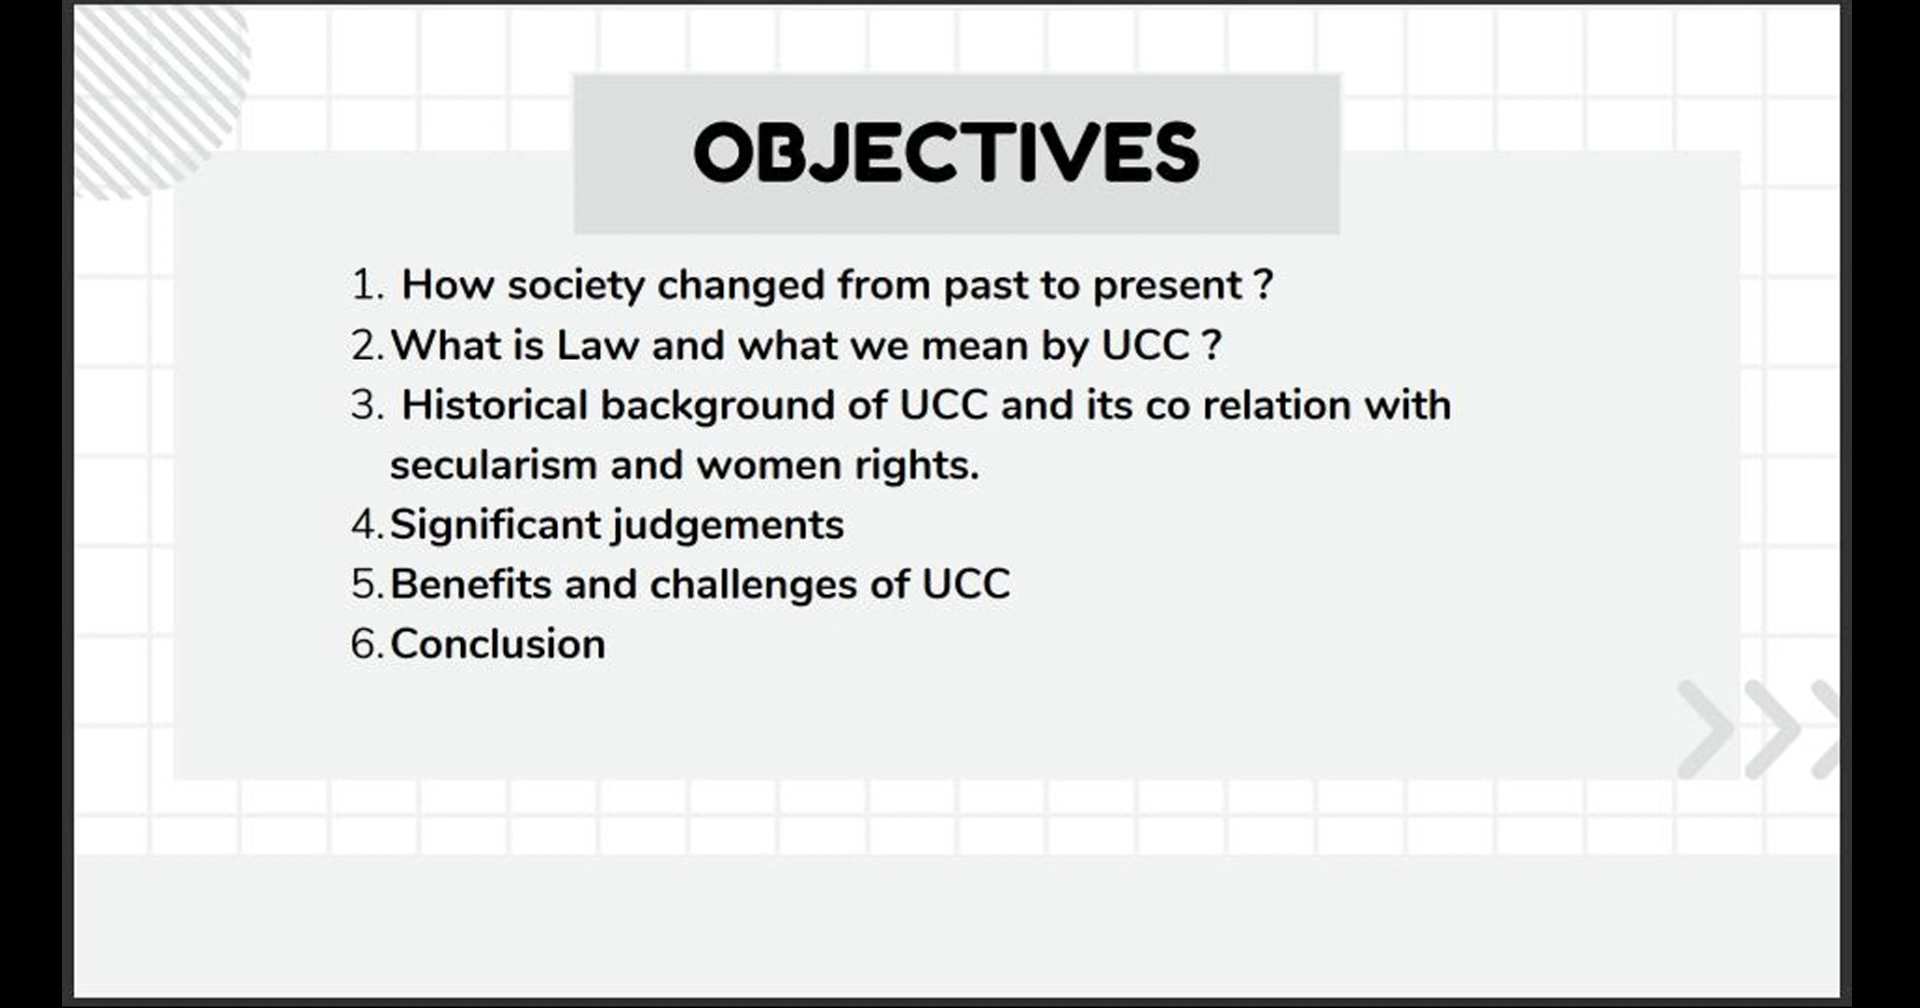 OBJECTIVES
1. How society changed from past to present ?
2. What is Law and what we mean by UCC ?
3. Historical background of UCC and its co relation with
secularism and women rights.
4. Significant judgements
5. Benefits and challenges of UCC
6. Conclusion